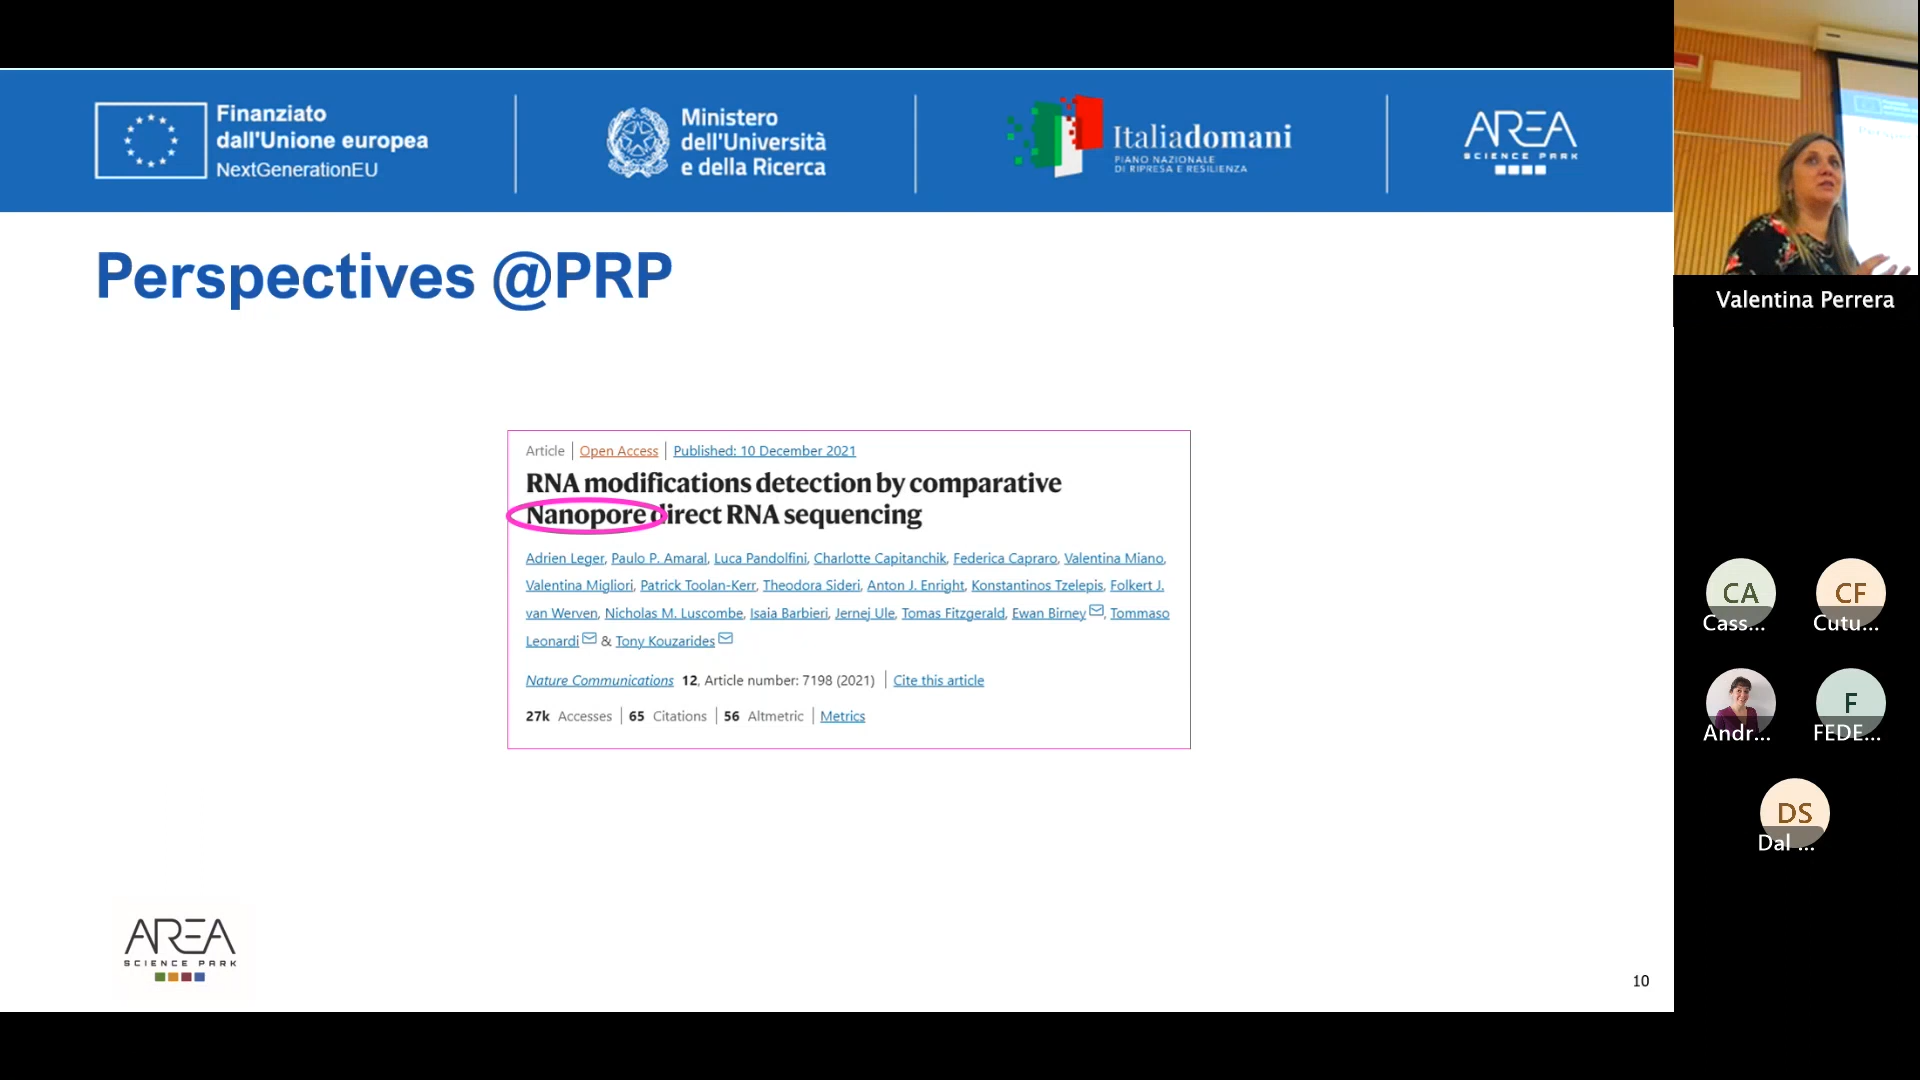 Finanziato
dall'Unione europea
NextGenerationEU
Ministero
dell'Università
e della Ricerca
Italiadomani
PIANO NAZIONALE
DI RIPRESA E RESILIENZA
AREA
SCIENCE PARK
Perspectives @PRP
Article | Open Access | Published: 10 December 2021
RNA modifications detection by comparative
Nanopore direct RNA sequencing
Adrien Leger, Paulo P. Amaral, Luca Pandolfini, Charlotte Capitanchik, Federica Capraro, Valentina Miano,
Valentina Migliori, Patrick Toolan-Kerr, Theodora Sideri, Anton J. Enright, Konstantinos Tzelepis, Folkert J.
van Werven, Nicholas M. Luscombe, Isaia Barbieri, Jernej Ule, Tomas Fitzgerald, Ewan Birney, Tommaso
Leonardi & Tony Kouzarides
Nature Communications 12, Article number: 7198 (2021) | Cite this article
27k Accesses | 65 Citations | 56 Altmetric | Metrics
AREA
SCIENCE PARK
10
Valentina Perrera
CA
Cass...
CF
Cutu...
Andr...
F
FEDE...
DS
Dal ...